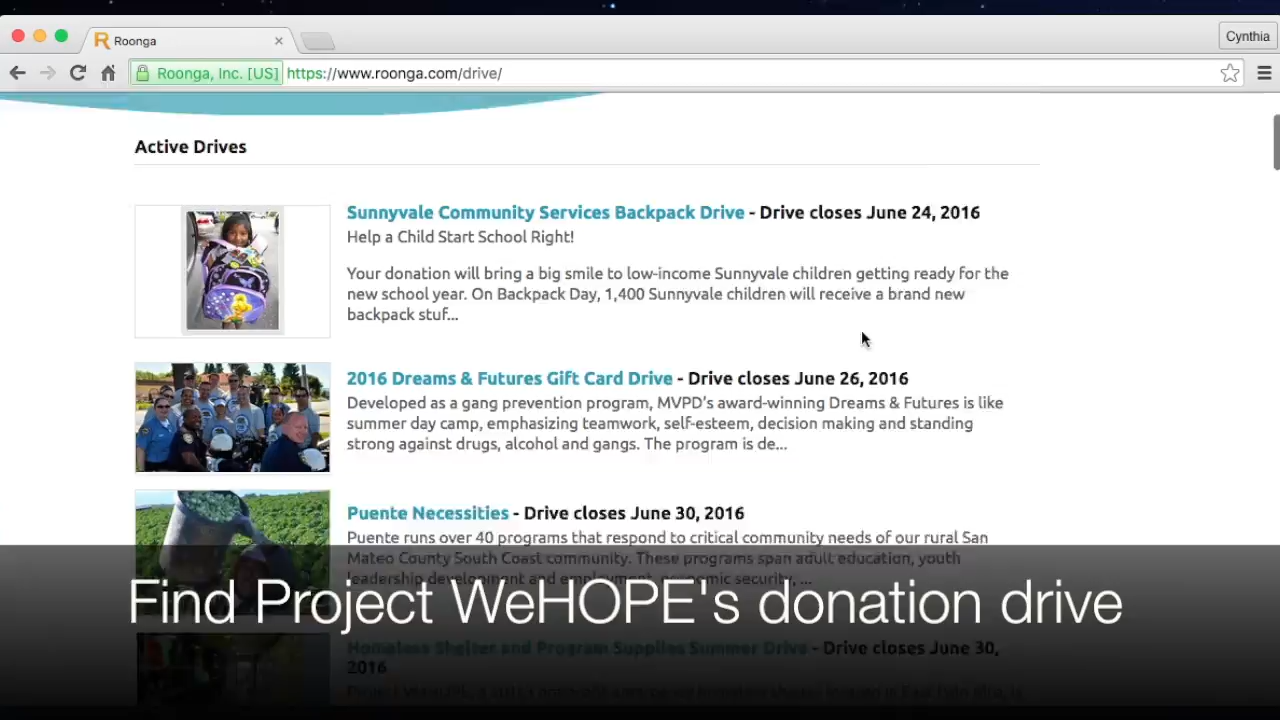 Roonga
Cynthia
Roonga, Inc. [US] https://www.roonga.com/drive/
Active Drives
Sunnyvale Community Services Backpack Drive - Drive closes June 24, 2016
Help a Child Start School Right!
Your donation will bring a big smile to low-income Sunnyvale children getting ready for the
new school year. On Backpack Day, 1,400 Sunnyvale children will receive a brand new
backpack stuf...
2016 Dreams & Futures Gift Card Drive - Drive closes June 26, 2016
Developed as a gang prevention program, MVPD's award-winning Dreams & Futures is like
summer day camp, emphasizing teamwork, self-esteem, decision making and standing
strong against drugs, alcohol and gangs. The program is de...
Puente Necessities - Drive closes June 30, 2016
Puente runs over 40 programs that respond to critical community needs of our rural San
Mateo County South Coast community. These programs span adult education, youth
leadership development and employment, economic security, ...
Find Project WeHOPE's donation drive
Homeless Shelter and Program Supplies Summer Drive - Drive closes June 30,
2016